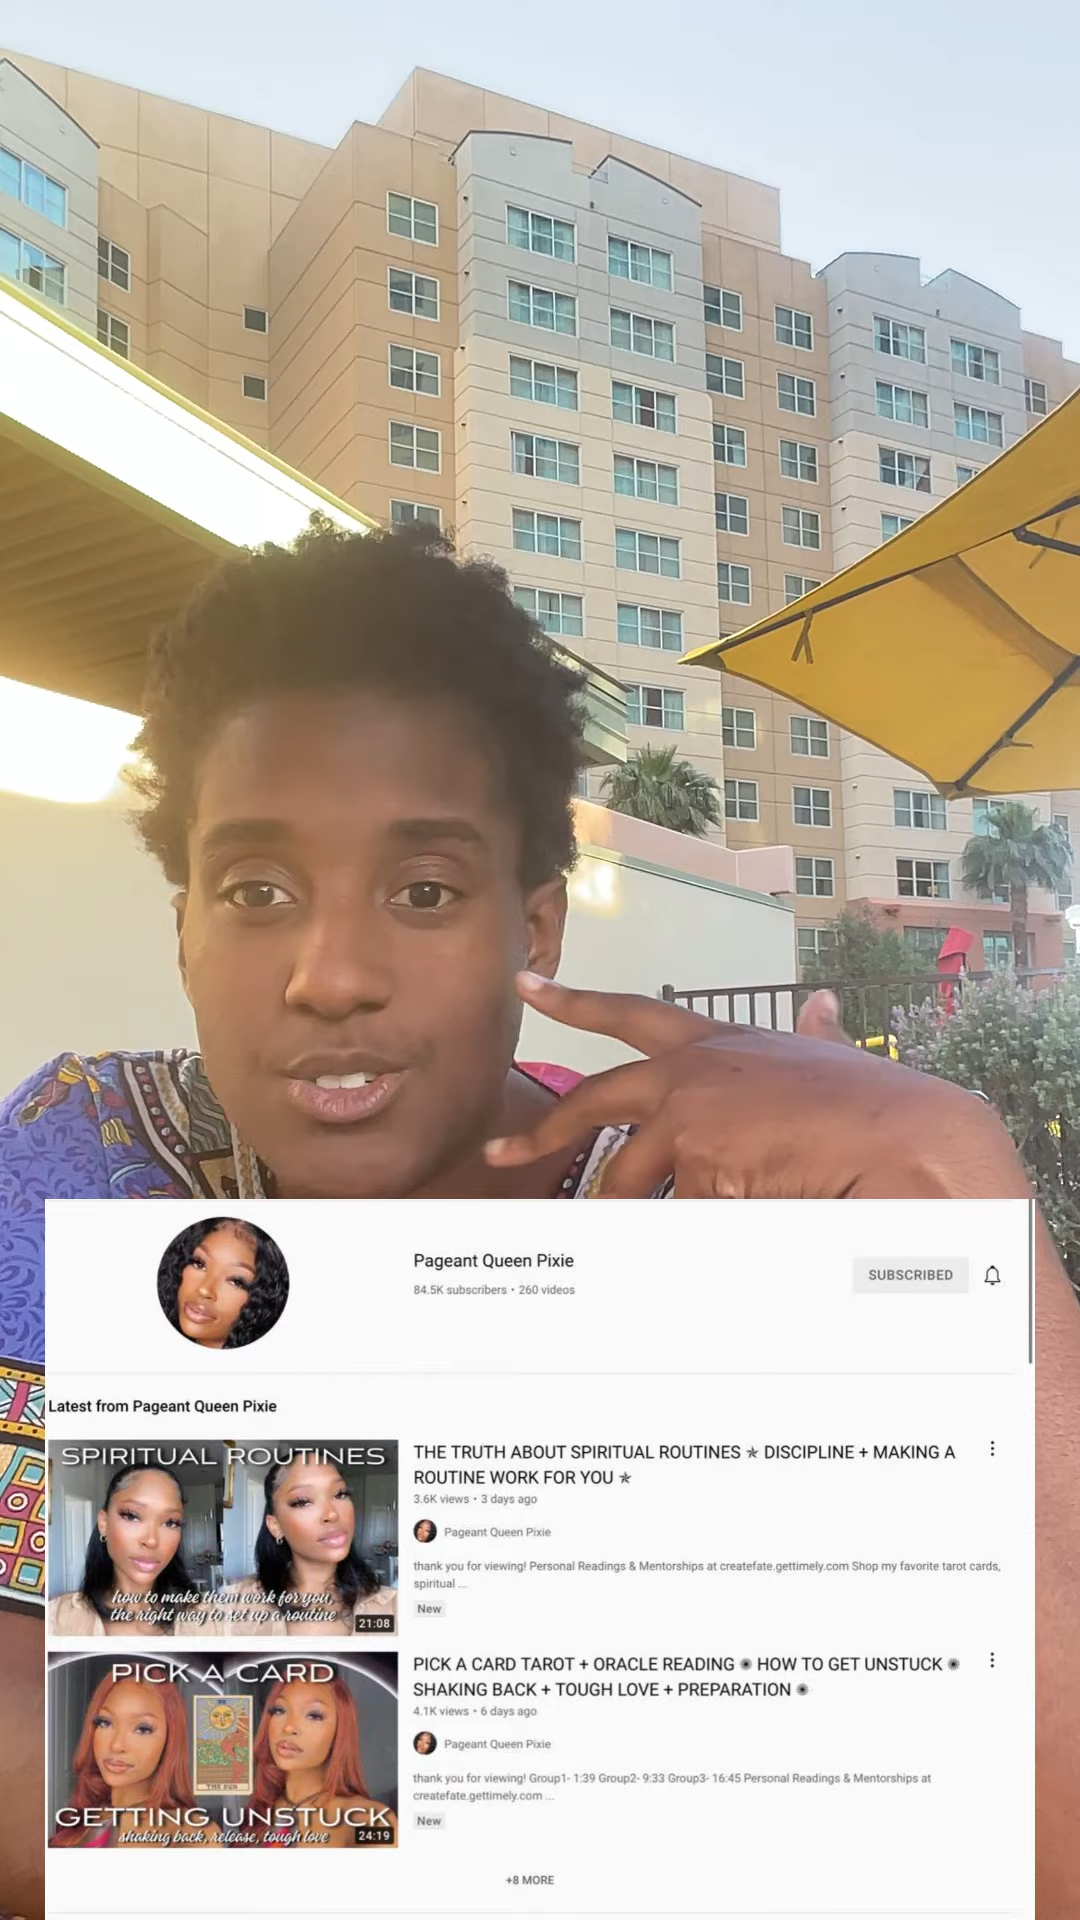 Pageant Queen Pixie
84.5K subscribers • 260 videos
SUBSCRIBED
Latest from Pageant Queen Pixie
SPIRITUAL ROUTINES
how to make them work for you,
the right way to set up a routine
21:08
THE TRUTH ABOUT SPIRITUAL ROUTINES ✯ DISCIPLINE + MAKING A
ROUTINE WORK FOR YOU ✯
3.6K views • 3 days ago
Pageant Queen Pixie
thank you for viewing! Personal Readings & Mentorships at createfate.gettimely.com Shop my favorite tarot cards,
spiritual ...
New
PICK A CARD
THE SUN
GETTING UNSTUCK
shaking back, release, tough love
24:19
PICK A CARD TAROT + ORACLE READING ✺ HOW TO GET UNSTUCK ✺
SHAKING BACK + TOUGH LOVE + PREPARATION ✺
4.1K views • 6 days ago
Pageant Queen Pixie
thank you for viewing! Group1- 1:39 Group2- 9:33 Group3- 16:45 Personal Readings & Mentorships at
createfate.gettimely.com ...
New
+8 MORE